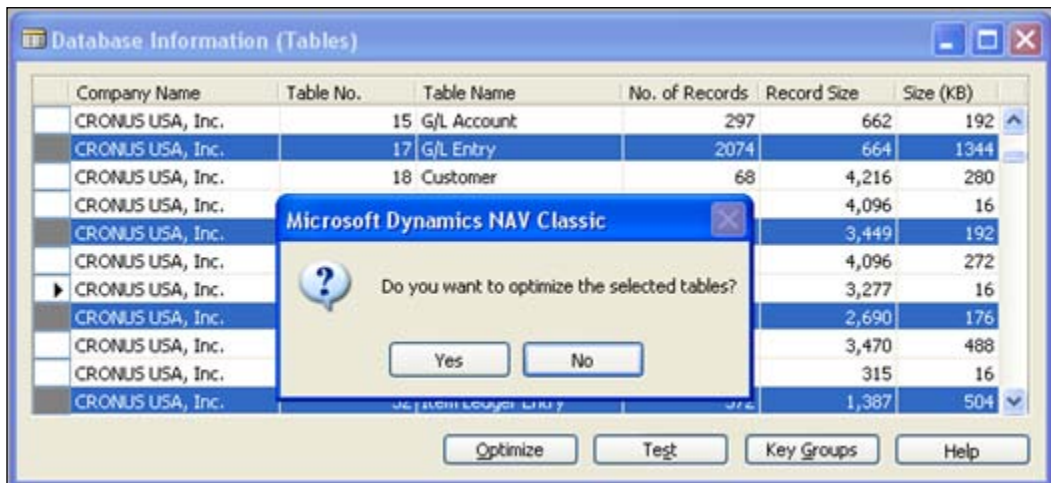 Database Information (Tables)
Company Name Table No. Table Name No. of Records Record Size Size (KB)
CRONUS USA, Inc. 15 G/L Account 297 662 192
CRONUS USA, Inc. 17 G/L Entry 2074 664 1344
CRONUS USA, Inc. 18 Customer 68 4,216 280
CRONUS USA, Inc. 4,096 16
CRONUS USA, Inc. 3,449 192
CRONUS USA, Inc. 4,096 272
CRONUS USA, Inc. 3,277 16
CRONUS USA, Inc. 2,690 176
CRONUS USA, Inc. 3,470 488
CRONUS USA, Inc. 315 16
CRONUS USA, Inc. 32 Item Ledger Entry 572 1,387 504
Microsoft Dynamics NAV Classic
Do you want to optimize the selected tables?
Yes No
Optimize Test Key Groups Help